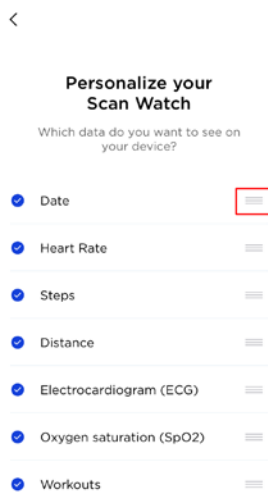 Personalize your
Scan Watch
Which data do you want to see on
your device?
Date
Heart Rate
Steps
Distance
Electrocardiogram (ECG)
Oxygen saturation (SpO2)
Workouts